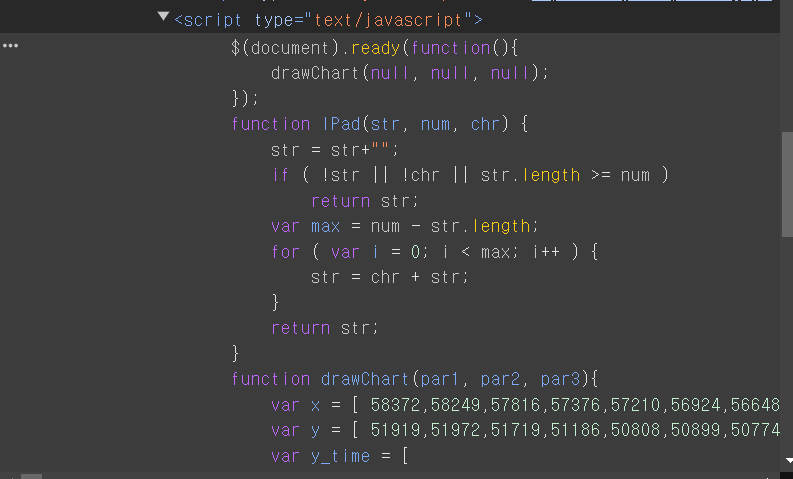 <script type="text/javascript">
$(document).ready(function(){
drawChart(null, null, null);
});
function lPad(str, num, chr) {
str = str+"";
if ( !str || !chr || str.length >= num )
return str;
var max = num - str.length;
for ( var i = 0; i < max; i++ ) {
str = chr + str;
}
return str;
}
function drawChart(par1, par2, par3){
var x = [ 58372,58249,57816,57376,57210,56924,56648
var y = [ 51919,51972,51719,51186,50808,50899,50774
var y_time = [